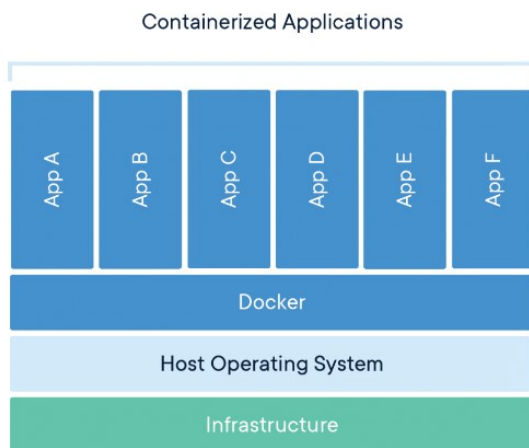 Containerized Applications
App A
App B
App C
App D
App E
App F
Docker
Host Operating System
Infrastructure